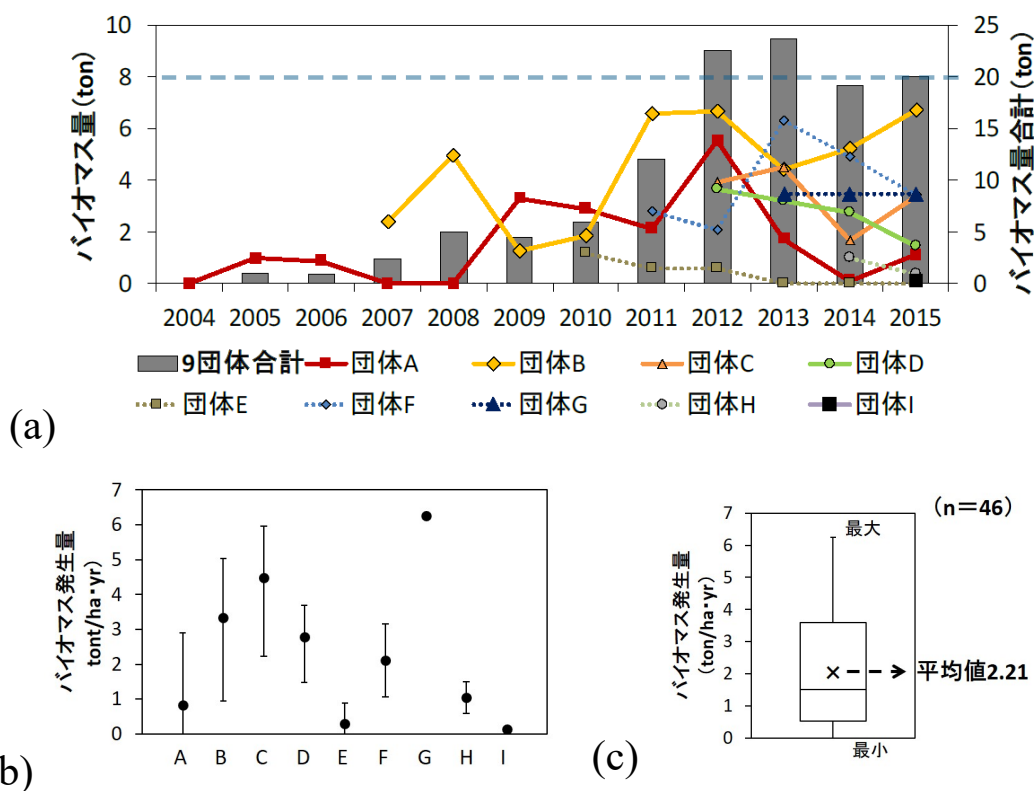 バイオマス量(ton)
10
8
6
4
2
0
バイオマス量合計(ton)
25
20
15
10
5
0
2004 2005 2006 2007 2008 2009 2010 2011 2012 2013 2014 2015
9団体合計 団体A 団体B 団体C 団体D
団体E 団体F 団体G 団体H 団体I
(a)
バイオマス発生量
tont/ha・yr
7
6
5
4
3
2
1
0
A B C D E F G H I
b)
(n=46)
バイオマス発生量
(ton/ha・yr)
7
6
5
4
3
2
1
0
最大
平均値2.21
最小
(c)